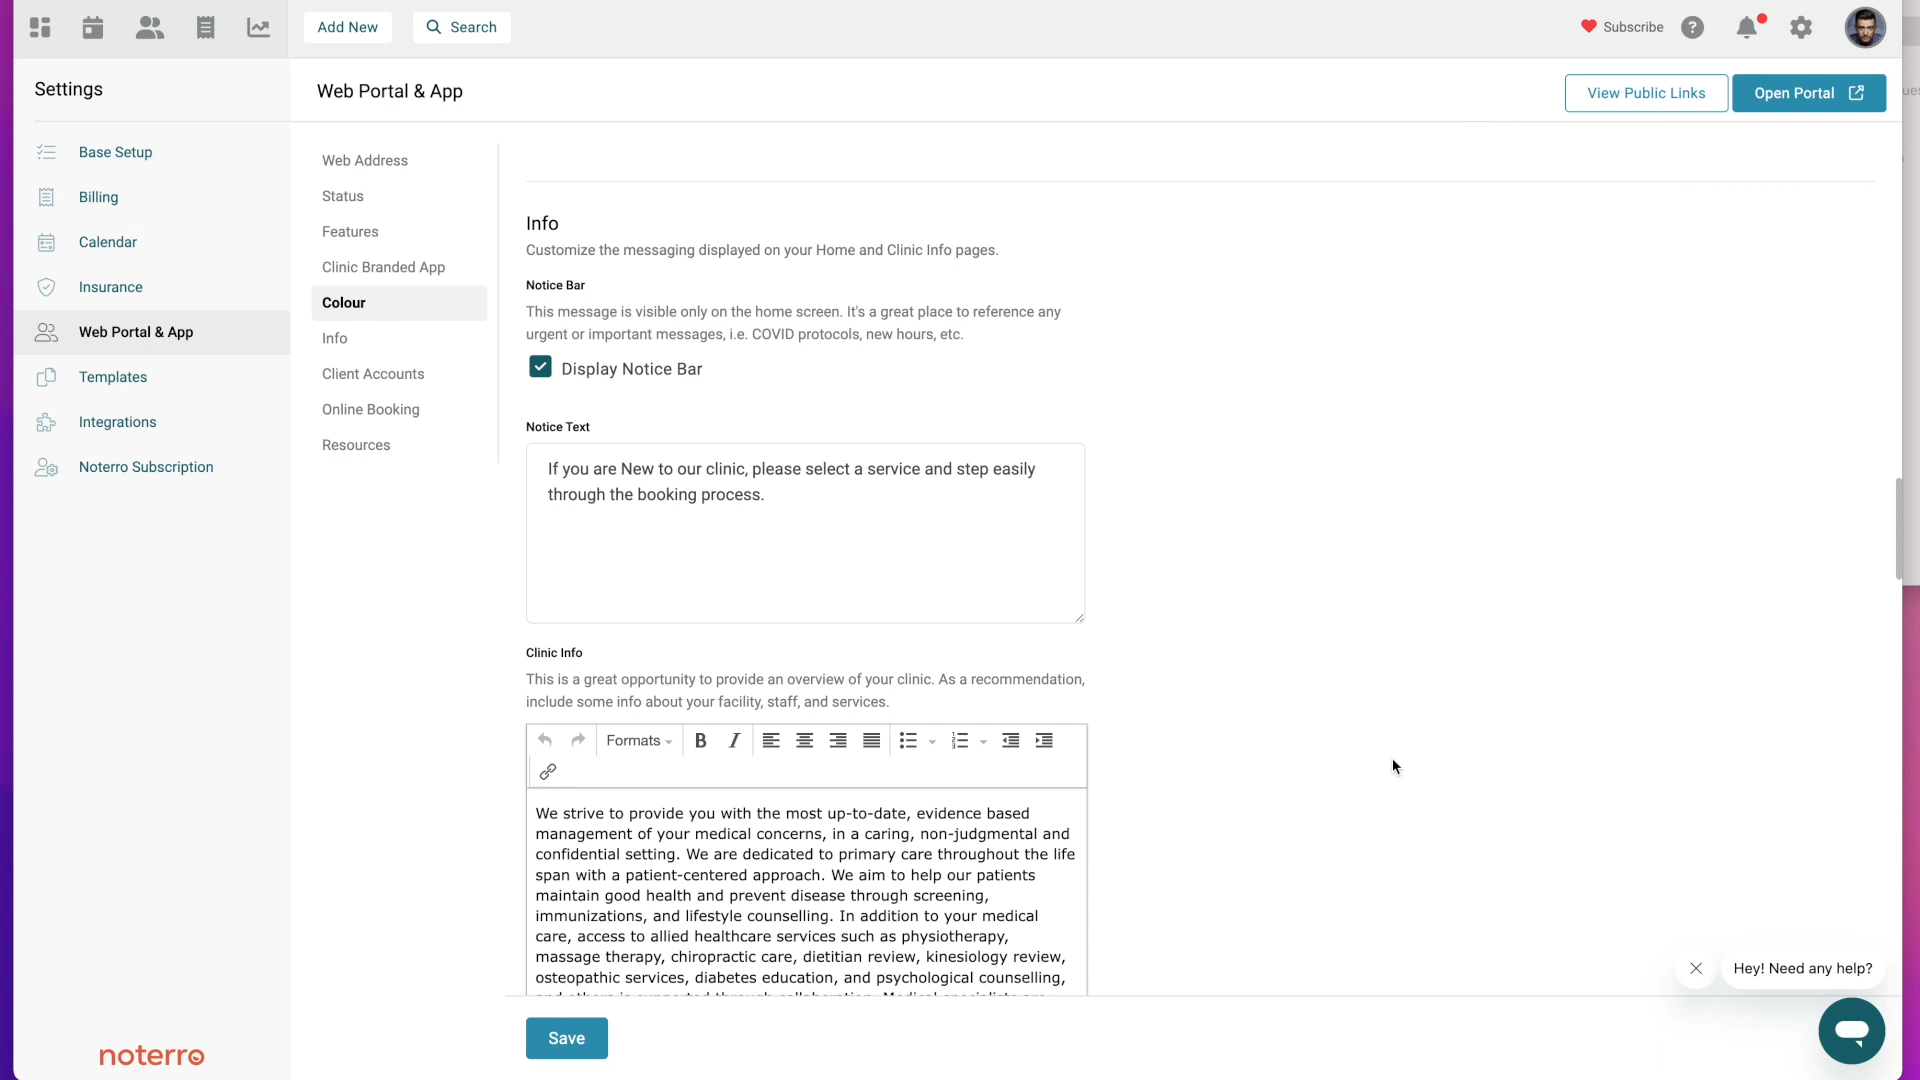 Add New
Search
Subscribe
Settings
Web Portal & App
View Public Links
Open Portal
Base Setup
Billing
Calendar
Insurance
Web Portal & App
Templates
Integrations
Noterro Subscription
Web Address
Status
Features
Clinic Branded App
Colour
Info
Client Accounts
Online Booking
Resources
Info
Customize the messaging displayed on your Home and Clinic Info pages.
Notice Bar
This message is visible only on the home screen. It's a great place to reference any
urgent or important messages, i.e. COVID protocols, new hours, etc.
Display Notice Bar
Notice Text
If you are New to our clinic, please select a service and step easily
through the booking process.
Clinic Info
This is a great opportunity to provide an overview of your clinic. As a recommendation,
include some info about your facility, staff, and services.
Formats
B I
We strive to provide you with the most up-to-date, evidence based
management of your medical concerns, in a caring, non-judgmental and
confidential setting. We are dedicated to primary care throughout the life
span with a patient-centered approach. We aim to help our patients
maintain good health and prevent disease through screening,
immunizations, and lifestyle counselling. In addition to your medical
care, access to allied healthcare services such as physiotherapy,
massage therapy, chiropractic care, dietitian review, kinesiology review,
osteopathic services, diabetes education, and psychological counselling,
Save
Hey! Need any help?
noterro